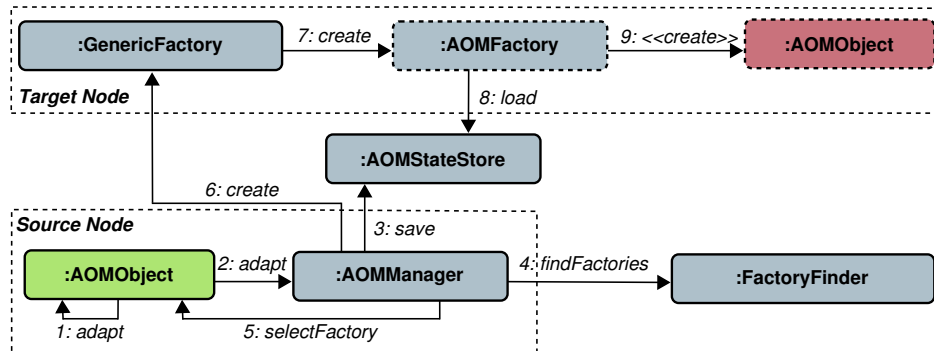 :GenericFactory
7: create
:AOMFactory
9: <<create>>
:AOMObject
Target Node
8: load
:AOMStateStore
6: create
3: save
Source Node
:AOMObject
2: adapt
:AOMManager
4: findFactories
:FactoryFinder
1: adapt
5: selectFactory